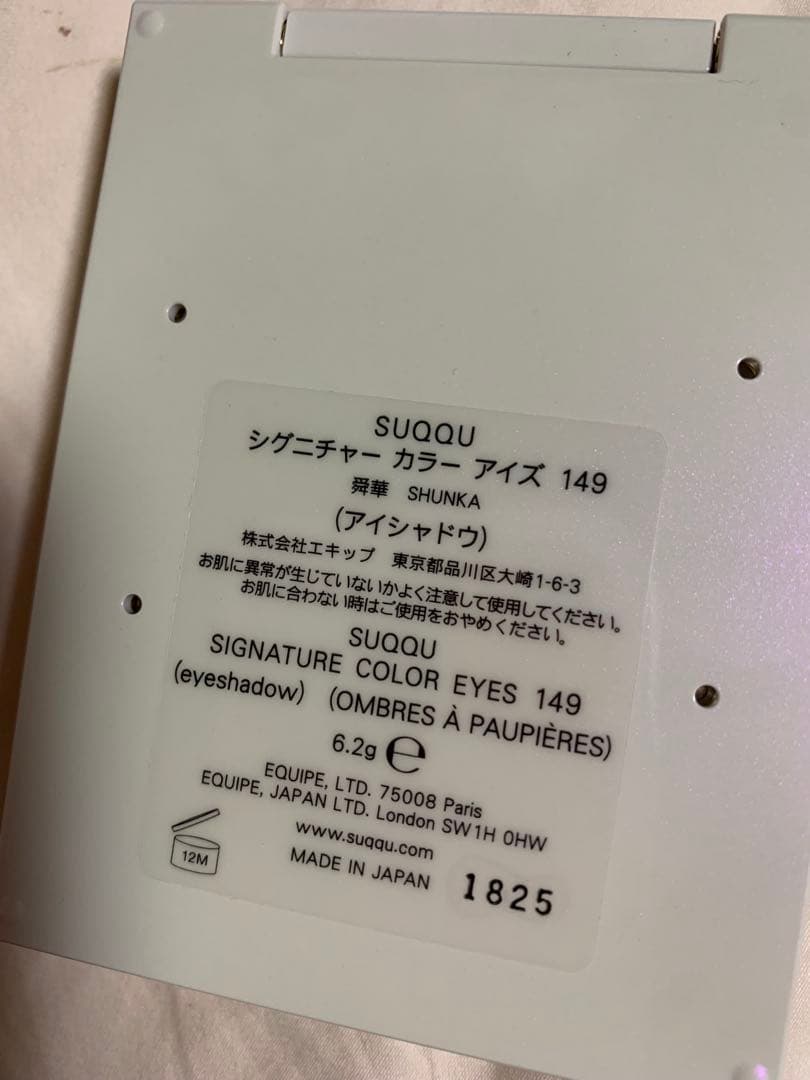 SUQQU
シグニチャー カラー アイズ 149
舜華 SHUNKA
(アイシャドウ)
株式会社エキップ 東京都品川区大崎1-6-3
お肌に異常が生じていないかよく注意して使用してください。
お肌に合わない時はご使用をおやめください。
SUQQU
SIGNATURE COLOR EYES 149
(eyeshadow) (OMBRES À PAUPIÈRES)
6.2g ℮
EQUIPE, LTD. 75008 Paris
EQUIPE, JAPAN LTD. London SW1H 0HW
www.suqqu.com
12M
MADE IN JAPAN 1825